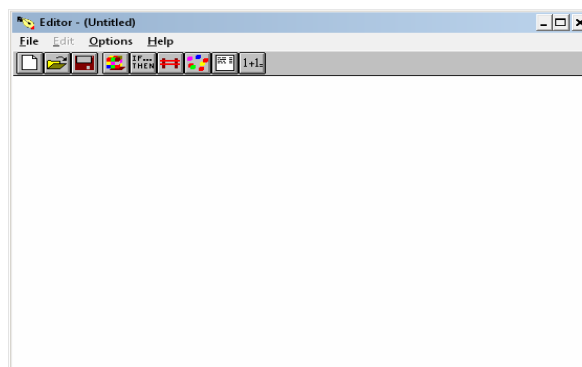 Editor - (Untitled)
File Edit Options Help
IF... THEN 1+1=